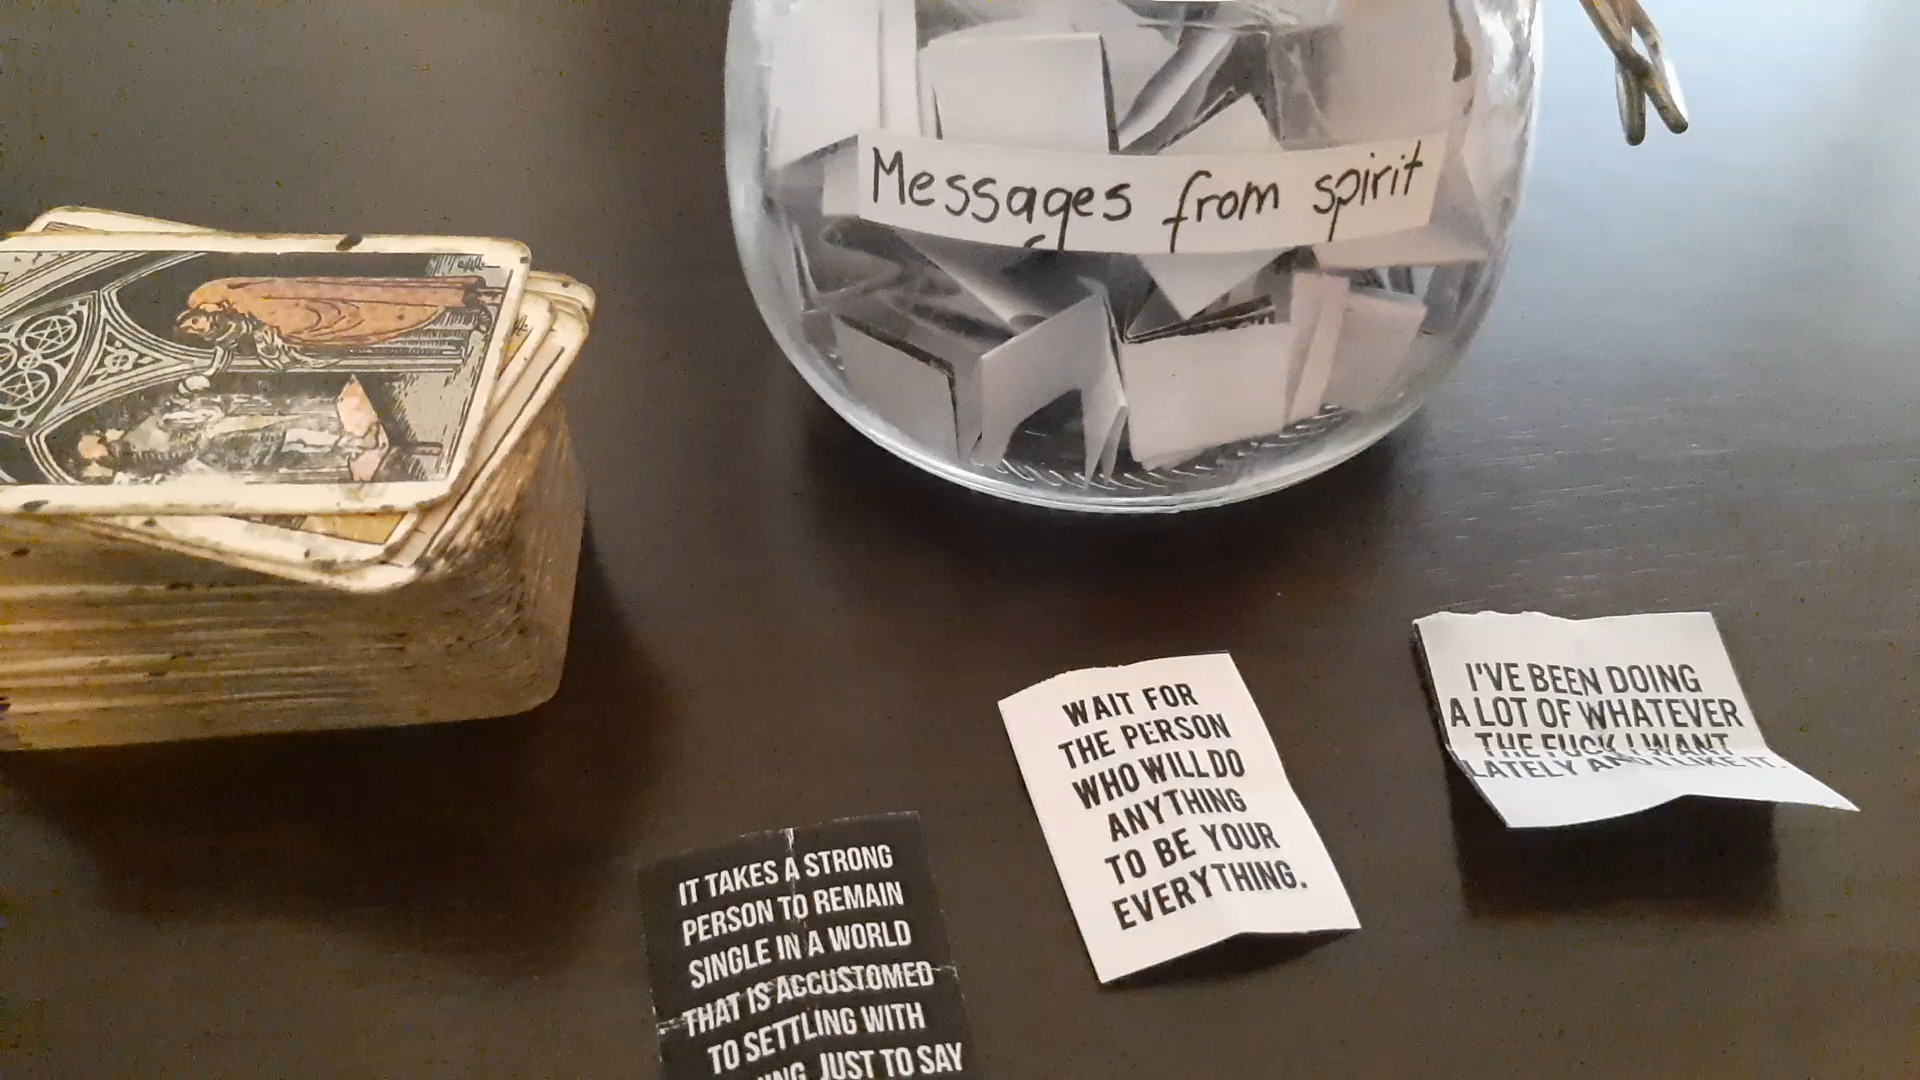 Messages from spirit
IT TAKES A STRONG
PERSON TO REMAIN
SINGLE IN A WORLD
THAT IS ACCUSTOMED
TO SETTLING WITH
JUST TO SAY
WAIT FOR
THE PERSON
WHO WILL DO
ANYTHING
TO BE YOUR
EVERYTHING.
I'VE BEEN DOING
A LOT OF WHATEVER
THE FUCK I WANT
LATELY AND I LIKE IT.